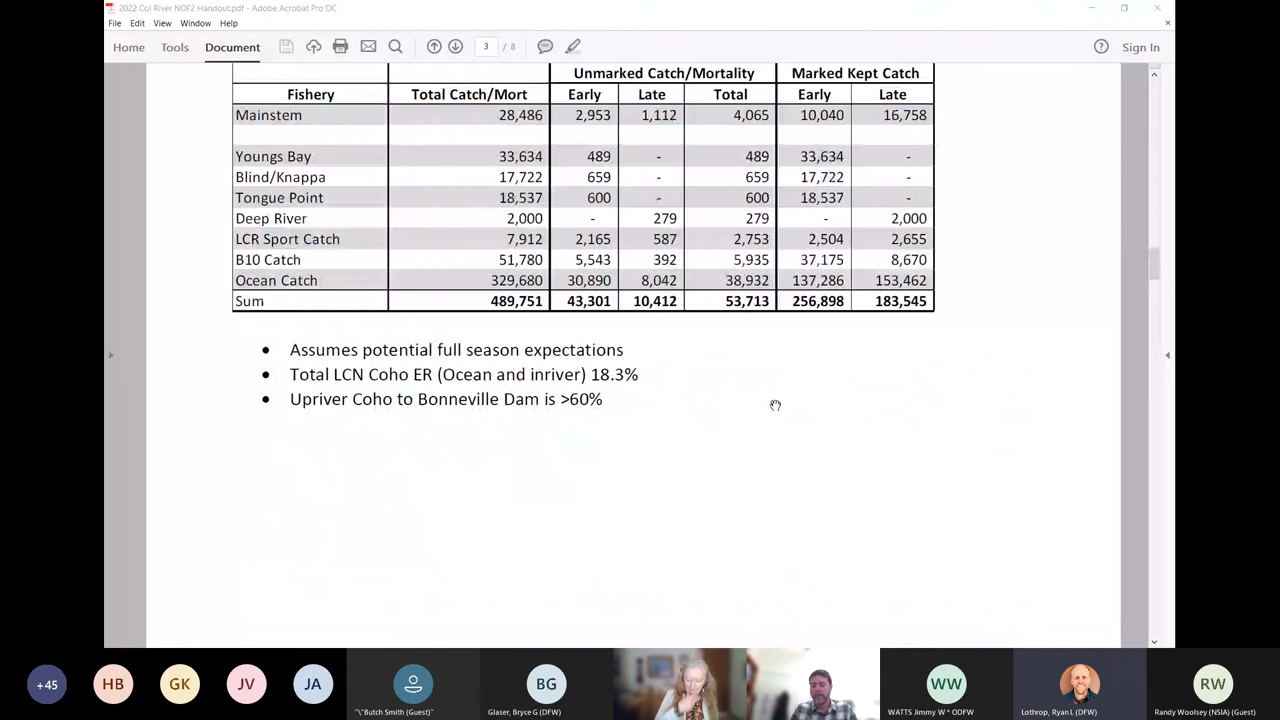 2022 Col River NOF2 Handout.pdf - Adobe Acrobat Pro DC
File Edit View Window Help
Home Tools Document 3 / 8 Sign In
Unmarked Catch/Mortality Marked Kept Catch
Fishery Total Catch/Mort Early Late Total Early Late
Mainstem 28,486 2,953 1,112 4,065 10,040 16,758
Youngs Bay 33,634 489 - 489 33,634 -
Blind/Knappa 17,722 659 - 659 17,722 -
Tongue Point 18,537 600 - 600 18,537 -
Deep River 2,000 - 279 279 - 2,000
LCR Sport Catch 7,912 2,165 587 2,753 2,504 2,655
B10 Catch 51,780 5,543 392 5,935 37,175 8,670
Ocean Catch 329,680 30,890 8,042 38,932 137,286 153,462
Sum 489,751 43,301 10,412 53,713 256,898 183,545
• Assumes potential full season expectations
• Total LCN Coho ER (Ocean and inriver) 18.3%
• Upriver Coho to Bonneville Dam is >60%
+45 HB GK JV JA BG WW RW
"\"Butch Smith (Guest)" Glaser, Bryce G (DFW) WATTS Jimmy W * ODFW Lothrop, Ryan L (DFW) Randy Woolsey (NSIA) (Guest)